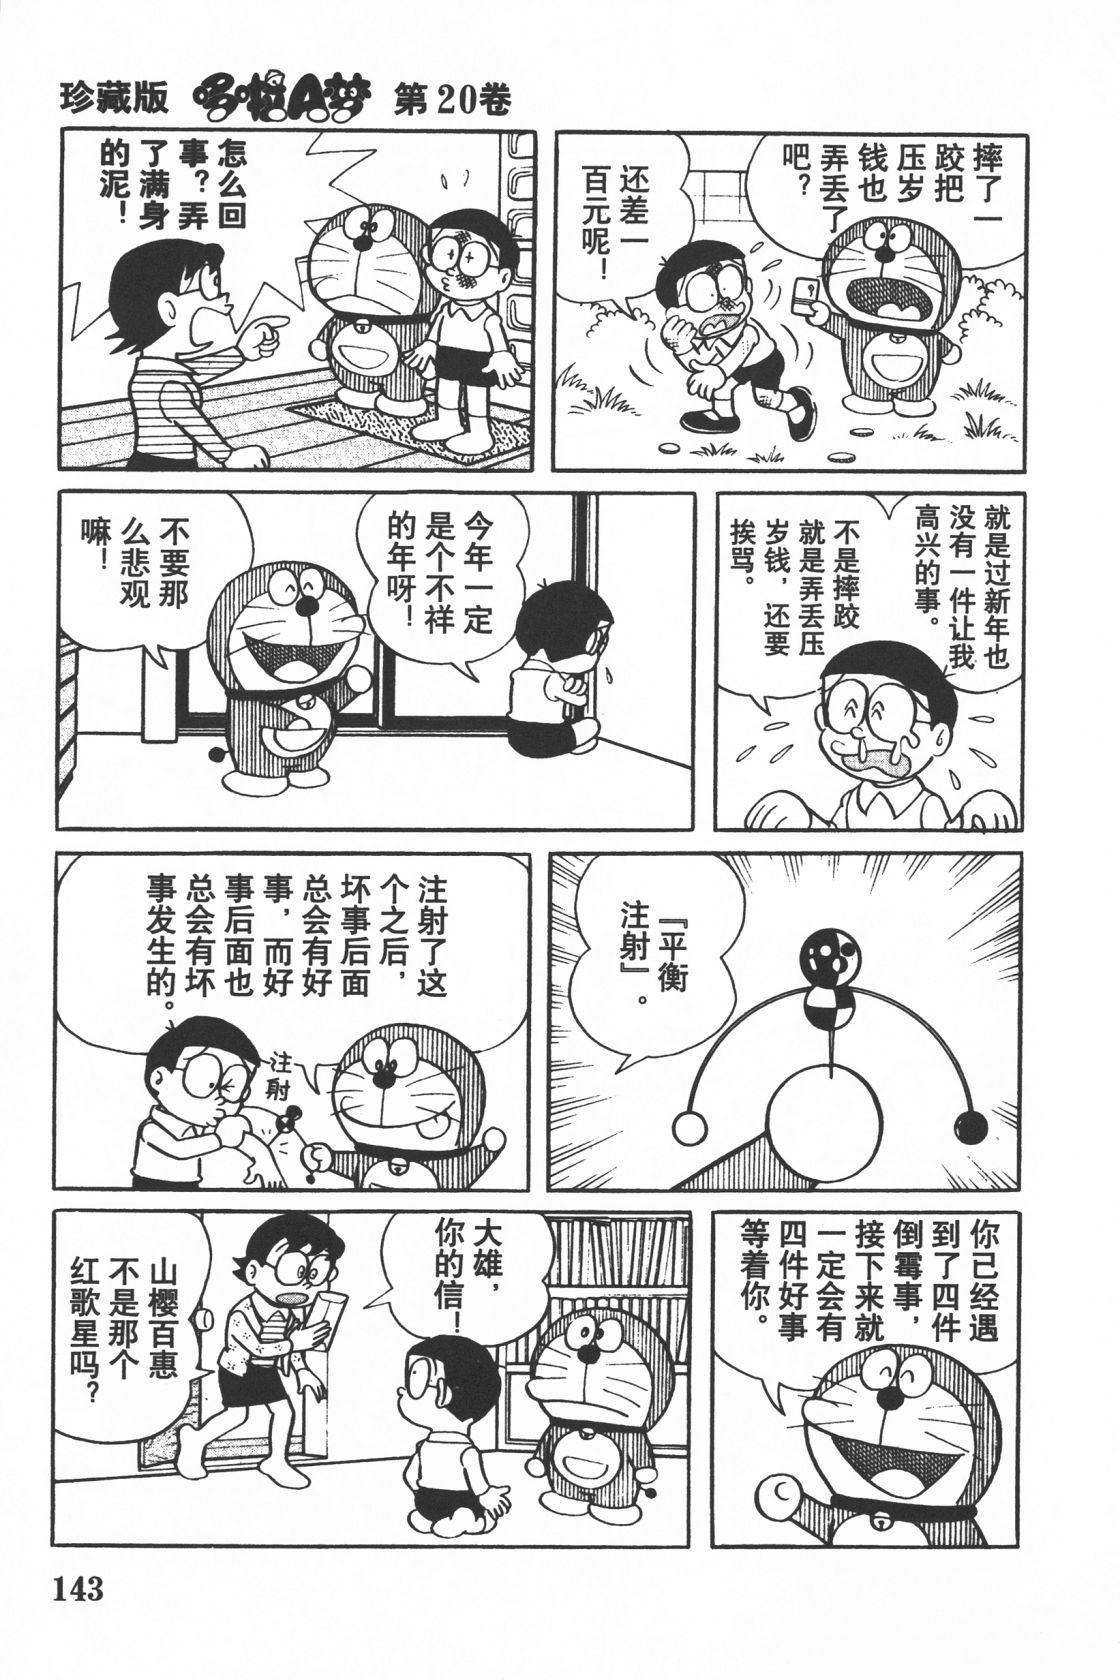 珍藏版 哆啦A梦 第20卷
摔了一
跤把
压岁
钱也
弄丢了
吧？
还差一
百元呢！
怎么回
事？弄
了满身
的泥！
就是过新年也
没有一件让我
高兴的事。
不是摔跤
就是弄丢压
岁钱，还要
挨骂。
今年一定
是个不祥
的年呀！
不要那
么悲观
嘛！
『平衡
注射』。
注射了这
个之后，
坏事后面
总会有好
事，而好
事后面也
总会有坏
事发生的。
注射
你已经遇
到了四件
倒霉事，
接下来就
一定会有
四件好事
等着你。
大雄，
你的信！
山樱百惠
不是那个
红歌星吗？
143